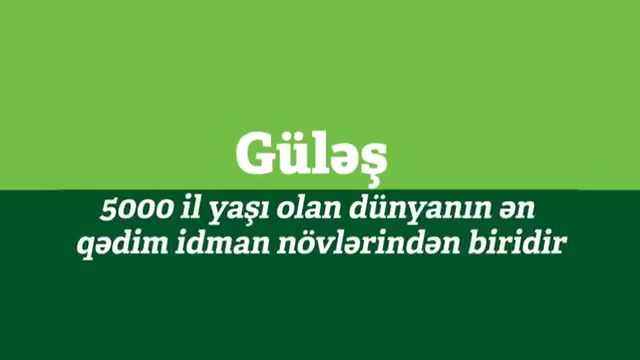 Güləş
5000 il yaşı olan dünyanın ən
qədim idman növlərindən biridir